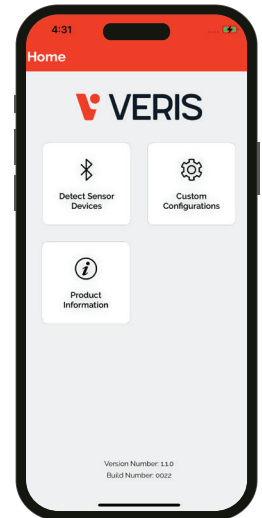 4:31
Home
VERIS
Detect Sensor
Devices
Custom
Configurations
Product
Information
Version Number: 1.1.0
Build Number: 0022